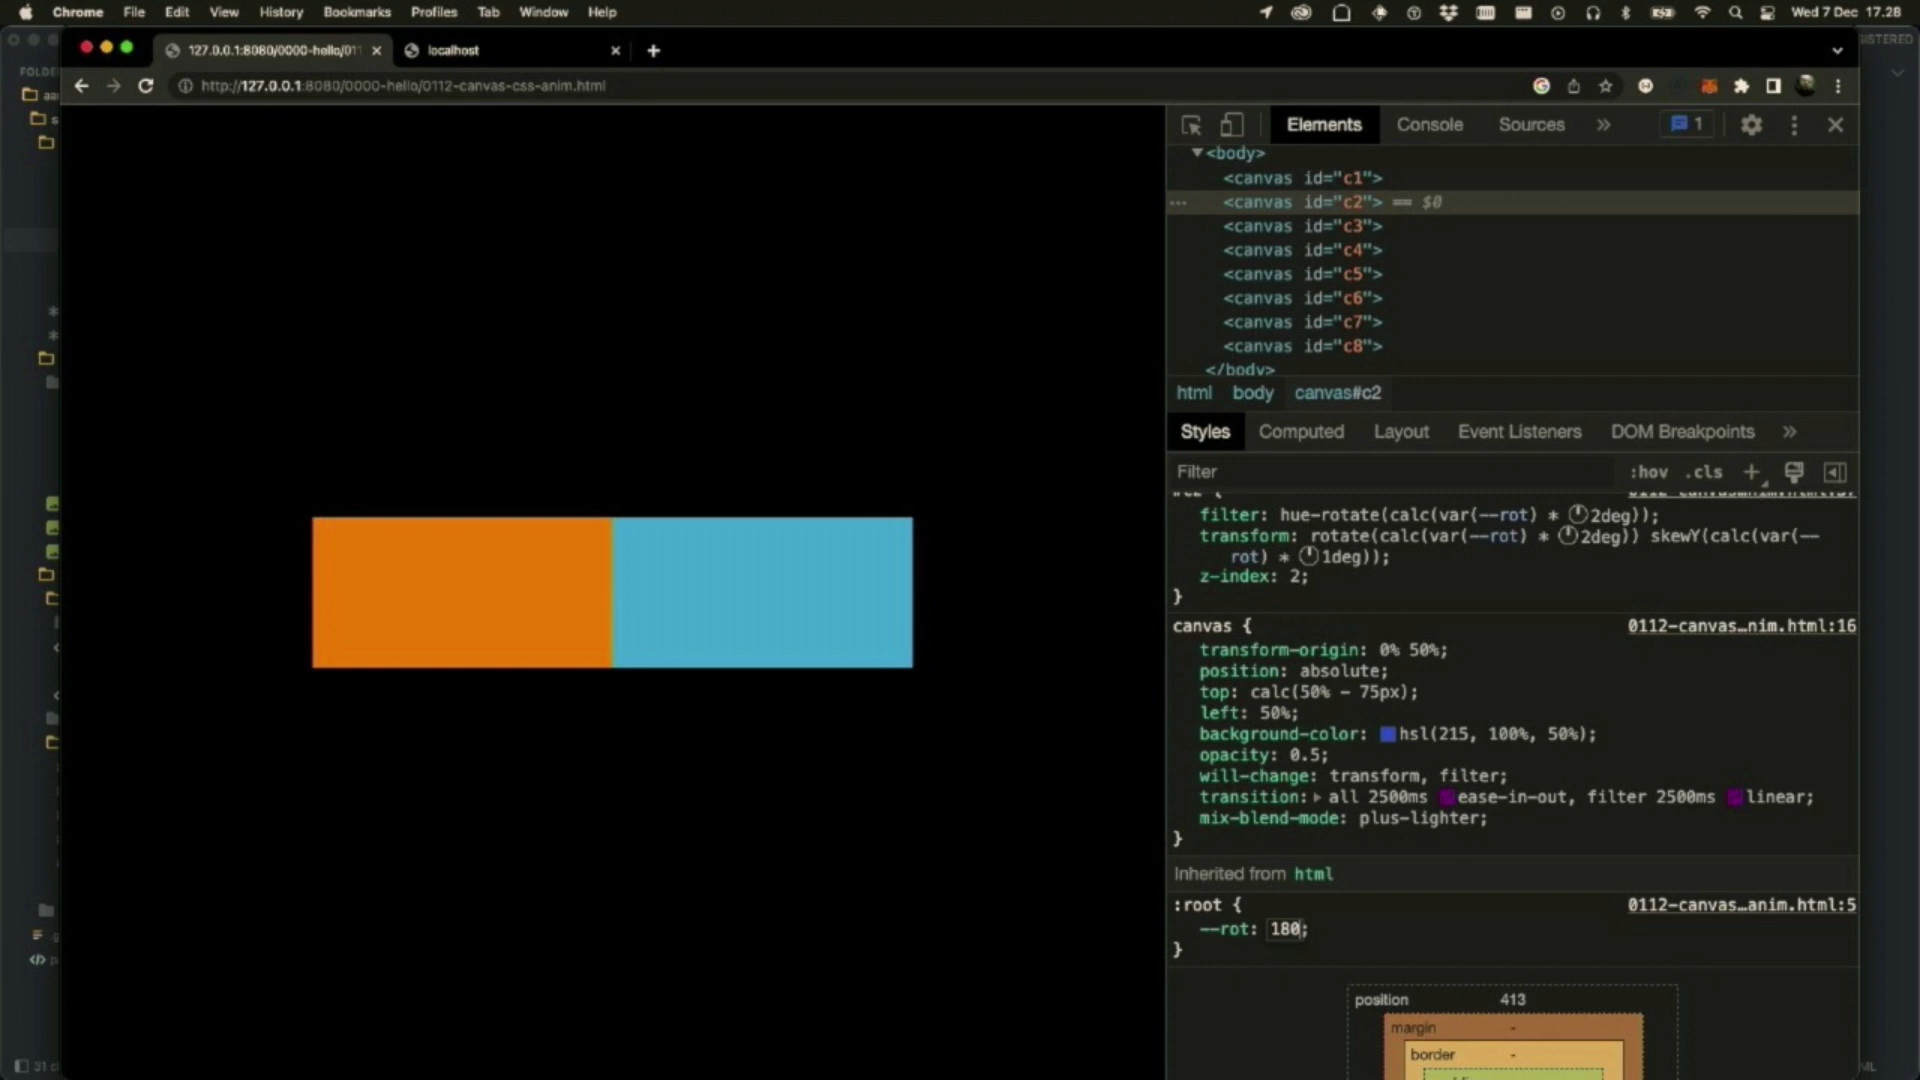 Chrome File Edit View History Bookmarks Profiles Tab Window Help Wed 7 Dec 17.28
127.0.0.1:8080/0000-hello/011 localhost
http://127.0.0.1:8080/0000-hello/0112-canvas-css-anim.html
FOLDE
Elements Console Sources » 1
<body>
<canvas id="c1">
<canvas id="c2"> == $0
<canvas id="c3">
<canvas id="c4">
<canvas id="c5">
<canvas id="c6">
<canvas id="c7">
<canvas id="c8">
</body>
html body canvas#c2
Styles Computed Layout Event Listeners DOM Breakpoints »
Filter :hov .cls +
filter: hue-rotate(calc(var(--rot) * 2deg));
transform: rotate(calc(var(--rot) * 2deg)) skewY(calc(var(--
rot) * 1deg));
z-index: 2;
}
canvas { 0112-canvas…nim.html:16
transform-origin: 0% 50%;
position: absolute;
top: calc(50% - 75px);
left: 50%;
background-color: hsl(215, 100%, 50%);
opacity: 0.5;
will-change: transform, filter;
transition: all 2500ms ease-in-out, filter 2500ms linear;
mix-blend-mode: plus-lighter;
}
Inherited from html
:root { 0112-canvas…anim.html:5
--rot: 180;
}
position 413
margin -
border -
31